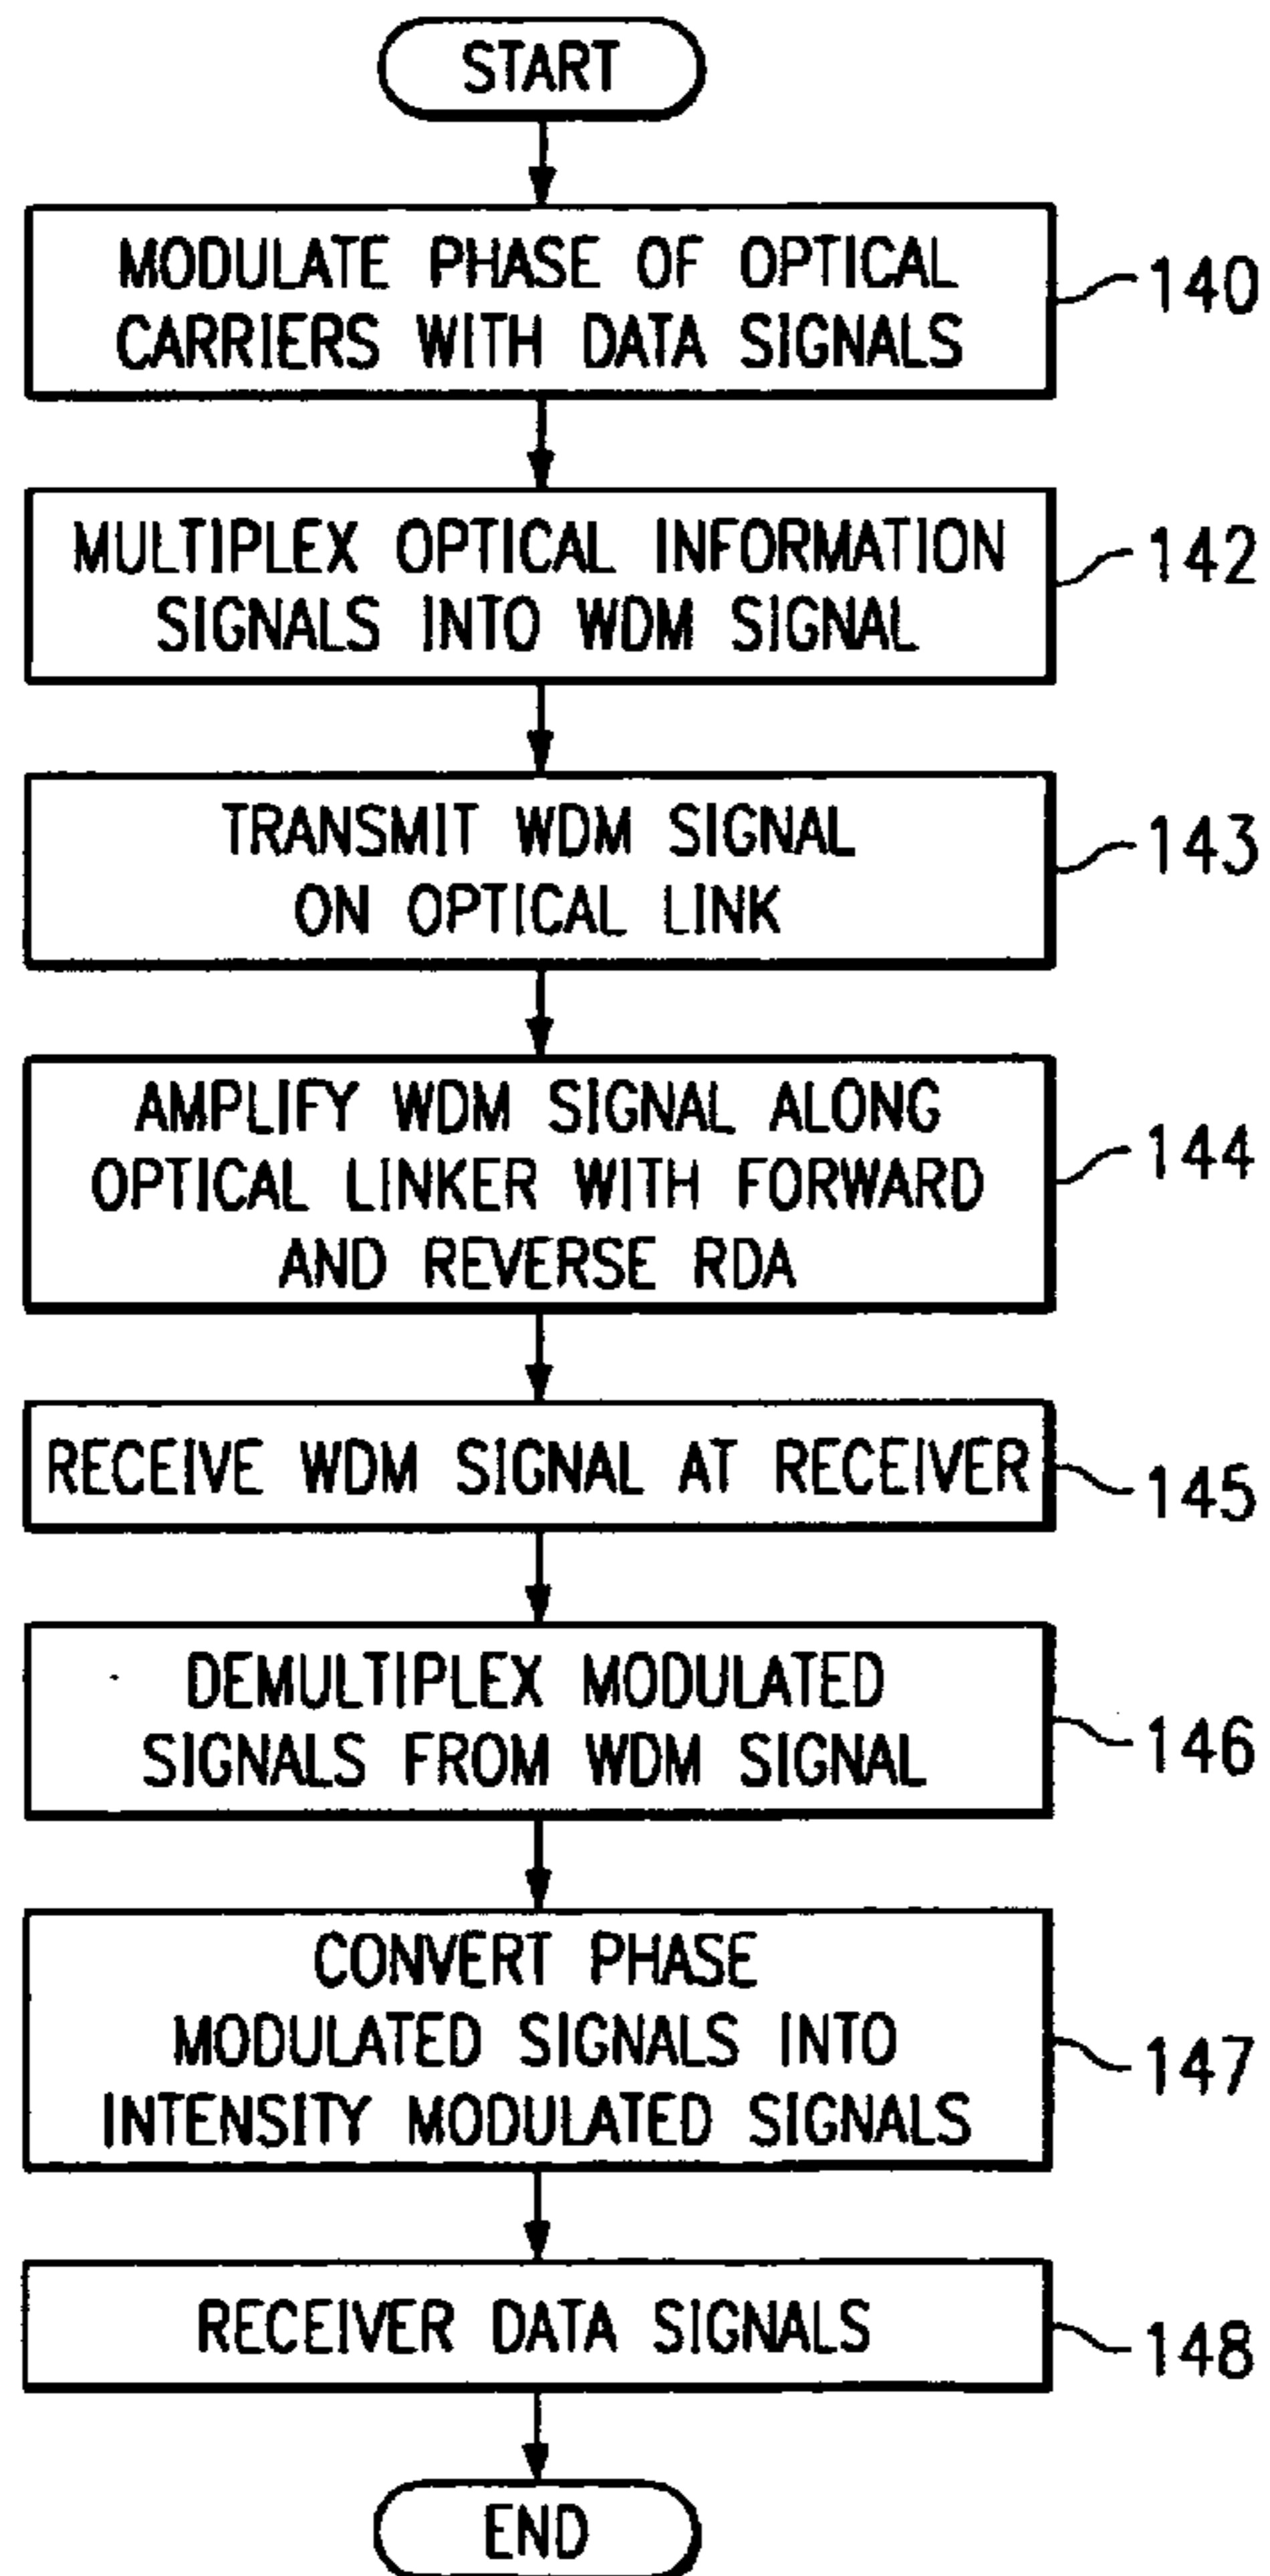 START
MODULATE PHASE OF OPTICAL
CARRIERS WITH DATA SIGNALS
140
MULTIPLEX OPTICAL INFORMATION
SIGNALS INTO WDM SIGNAL
142
TRANSMIT WDM SIGNAL
ON OPTICAL LINK
143
AMPLIFY WDM SIGNAL ALONG
OPTICAL LINKER WITH FORWARD
AND REVERSE RDA
144
RECEIVE WDM SIGNAL AT RECEIVER
145
DEMULTIPLEX MODULATED
SIGNALS FROM WDM SIGNAL
146
CONVERT PHASE
MODULATED SIGNALS INTO
INTENSITY MODULATED SIGNALS
147
RECEIVER DATA SIGNALS
148
END